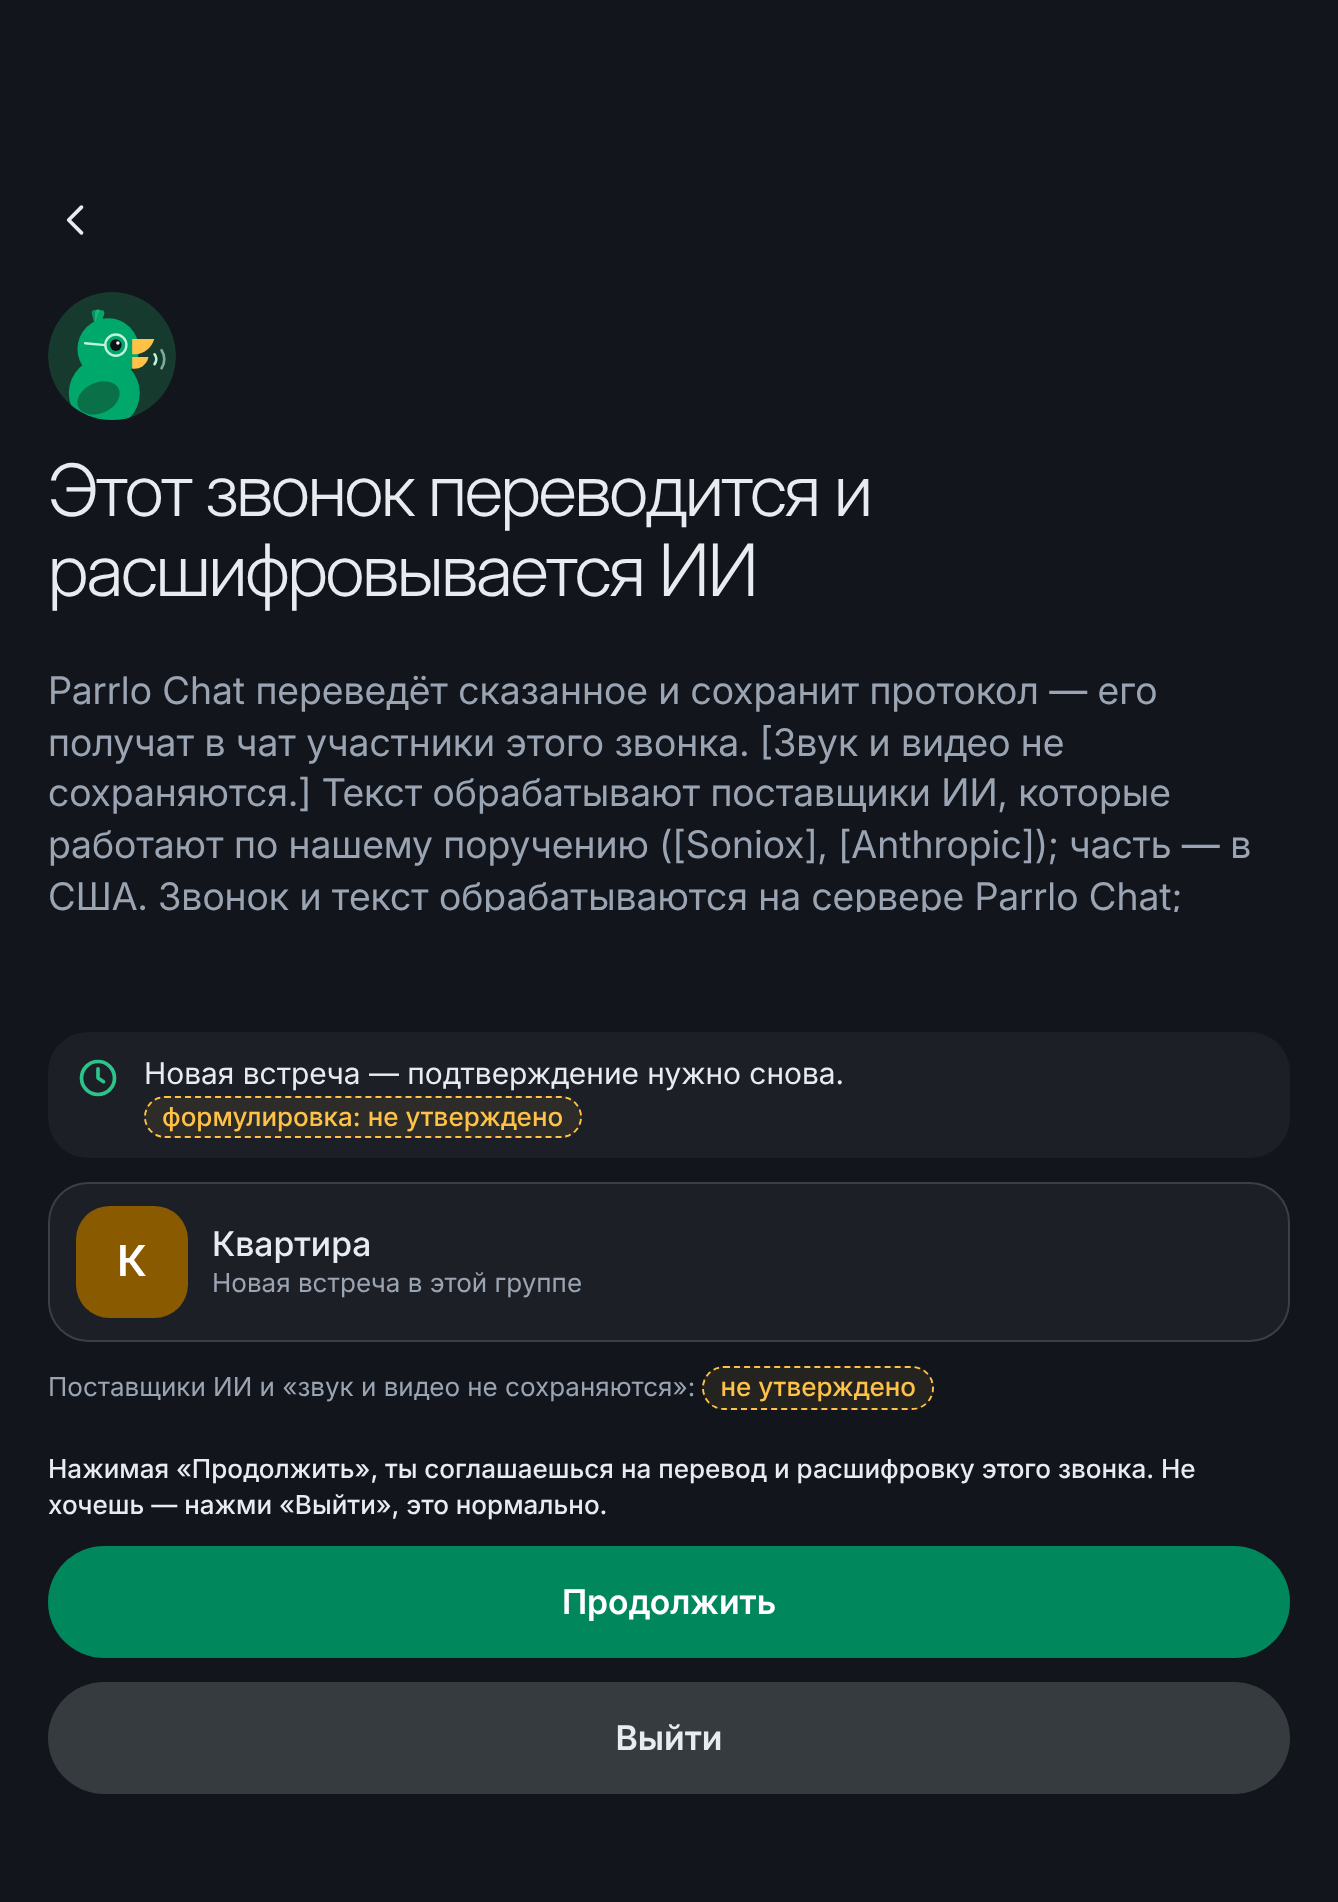 Этот звонок переводится и
расшифровывается ИИ
Parrlo Chat переведёт сказанное и сохранит протокол — его
получат в чат участники этого звонка. [Звук и видео не
сохраняются.] Текст обрабатывают поставщики ИИ, которые
работают по нашему поручению ([Soniox], [Anthropic]); часть — в
США. Звонок и текст обрабатываются на сервере Parrlo Chat;
Новая встреча — подтверждение нужно снова.
формулировка: не утверждено
К
Квартира
Новая встреча в этой группе
Поставщики ИИ и «звук и видео не сохраняются»: не утверждено
Нажимая «Продолжить», ты соглашаешься на перевод и расшифровку этого звонка. Не
хочешь — нажми «Выйти», это нормально.
Продолжить
Выйти